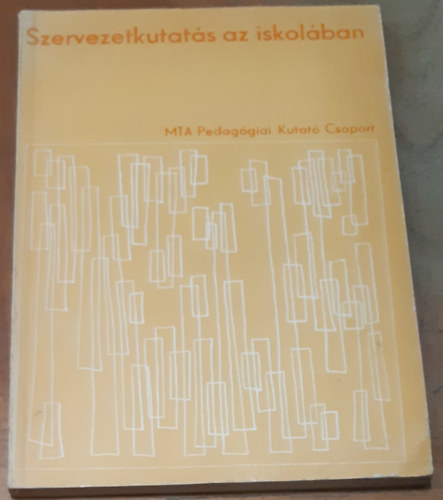 Szervezetkutatás az iskolában
MTA Pedagógiai Kutató Csoport